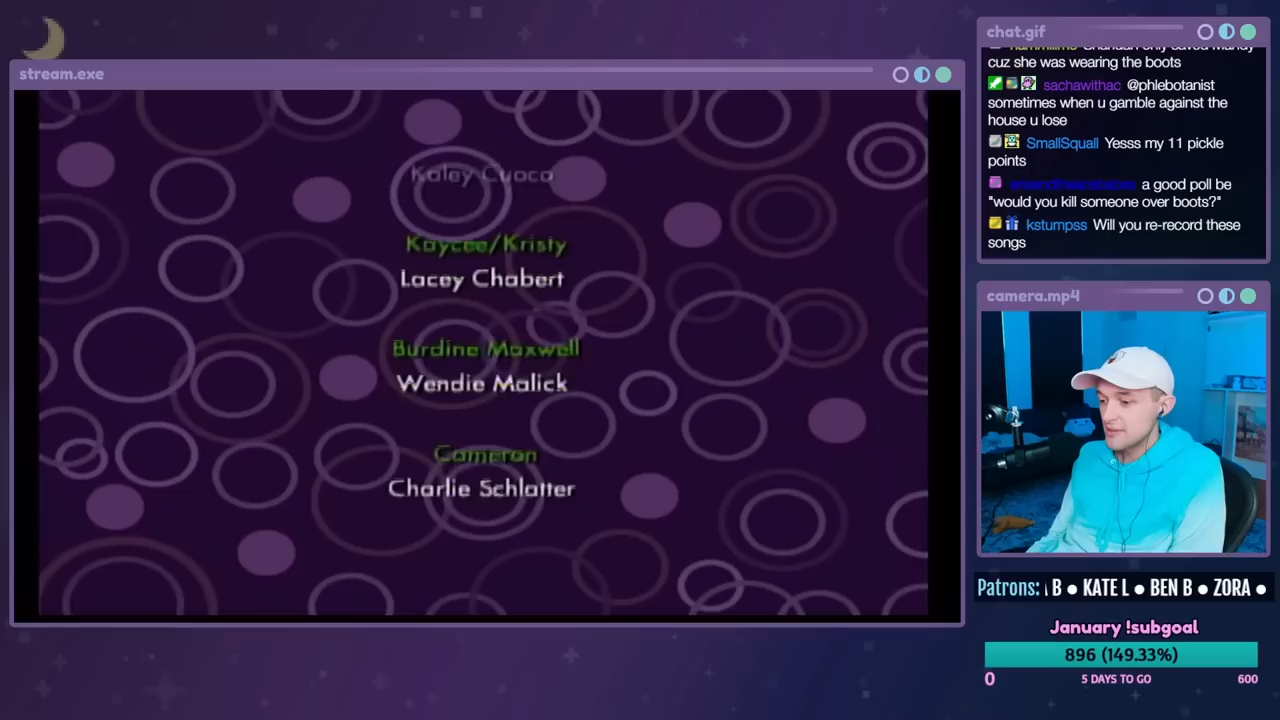 stream.exe
Kaley Cuoco
Kaycee/Kristy
Lacey Chabert
Burdine Maxwell
Wendie Malick
Cameron
Charlie Schlatter
chat.gif
cuz she was wearing the boots
sachawithac @phlebotanist
sometimes when u gamble against the
house u lose
SmallSquall Yesss my 11 pickle
points
a good poll be
"would you kill someone over boots?"
kstumpss Will you re-record these
songs
camera.mp4
Patrons: B ● KATE L ● BEN B ● ZORA ●
January !subgoal
896 (149.33%)
0 5 DAYS TO GO 600